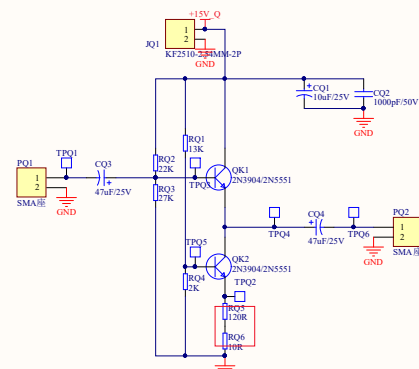 +15V_Q
JQ1
1
2
KF2510-2.54MM-2P
GND
CQ1
10uF/25V
CQ2
1000pF/50V
GND
RQ1
13K
TPQ1
PQ1
1
2
SMA座
GND
CQ3
47uF/25V
RQ2
22K
RQ3
27K
TPQ3
QK1
2N3904/2N5551
TPQ4
CQ4
47uF/25V
TPQ6
PQ2
1
2
SMA座
GND
TPQ5
RQ4
2K
QK2
2N3904/2N5551
TPQ2
RQ5
120R
RQ6
10R